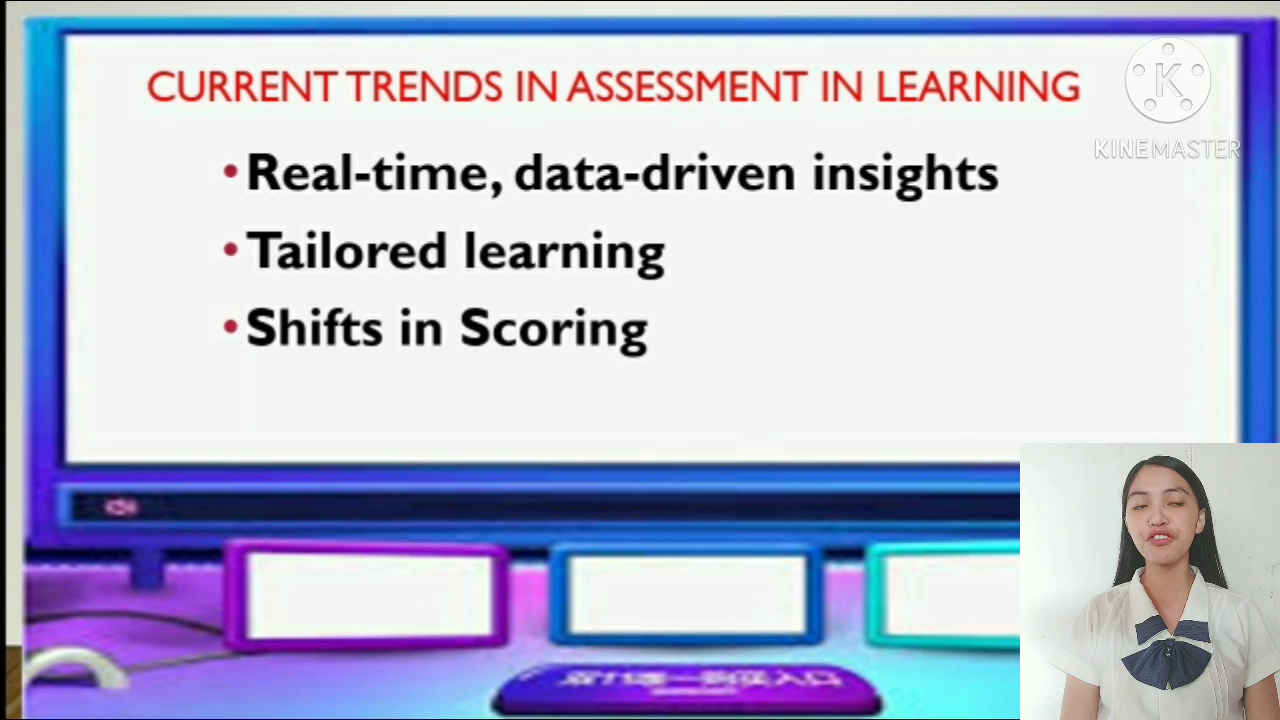 CURRENT TRENDS IN ASSESSMENT IN LEARNING
K
KINEMASTER
•Real-time, data-driven insights
•Tailored learning
•Shifts in Scoring